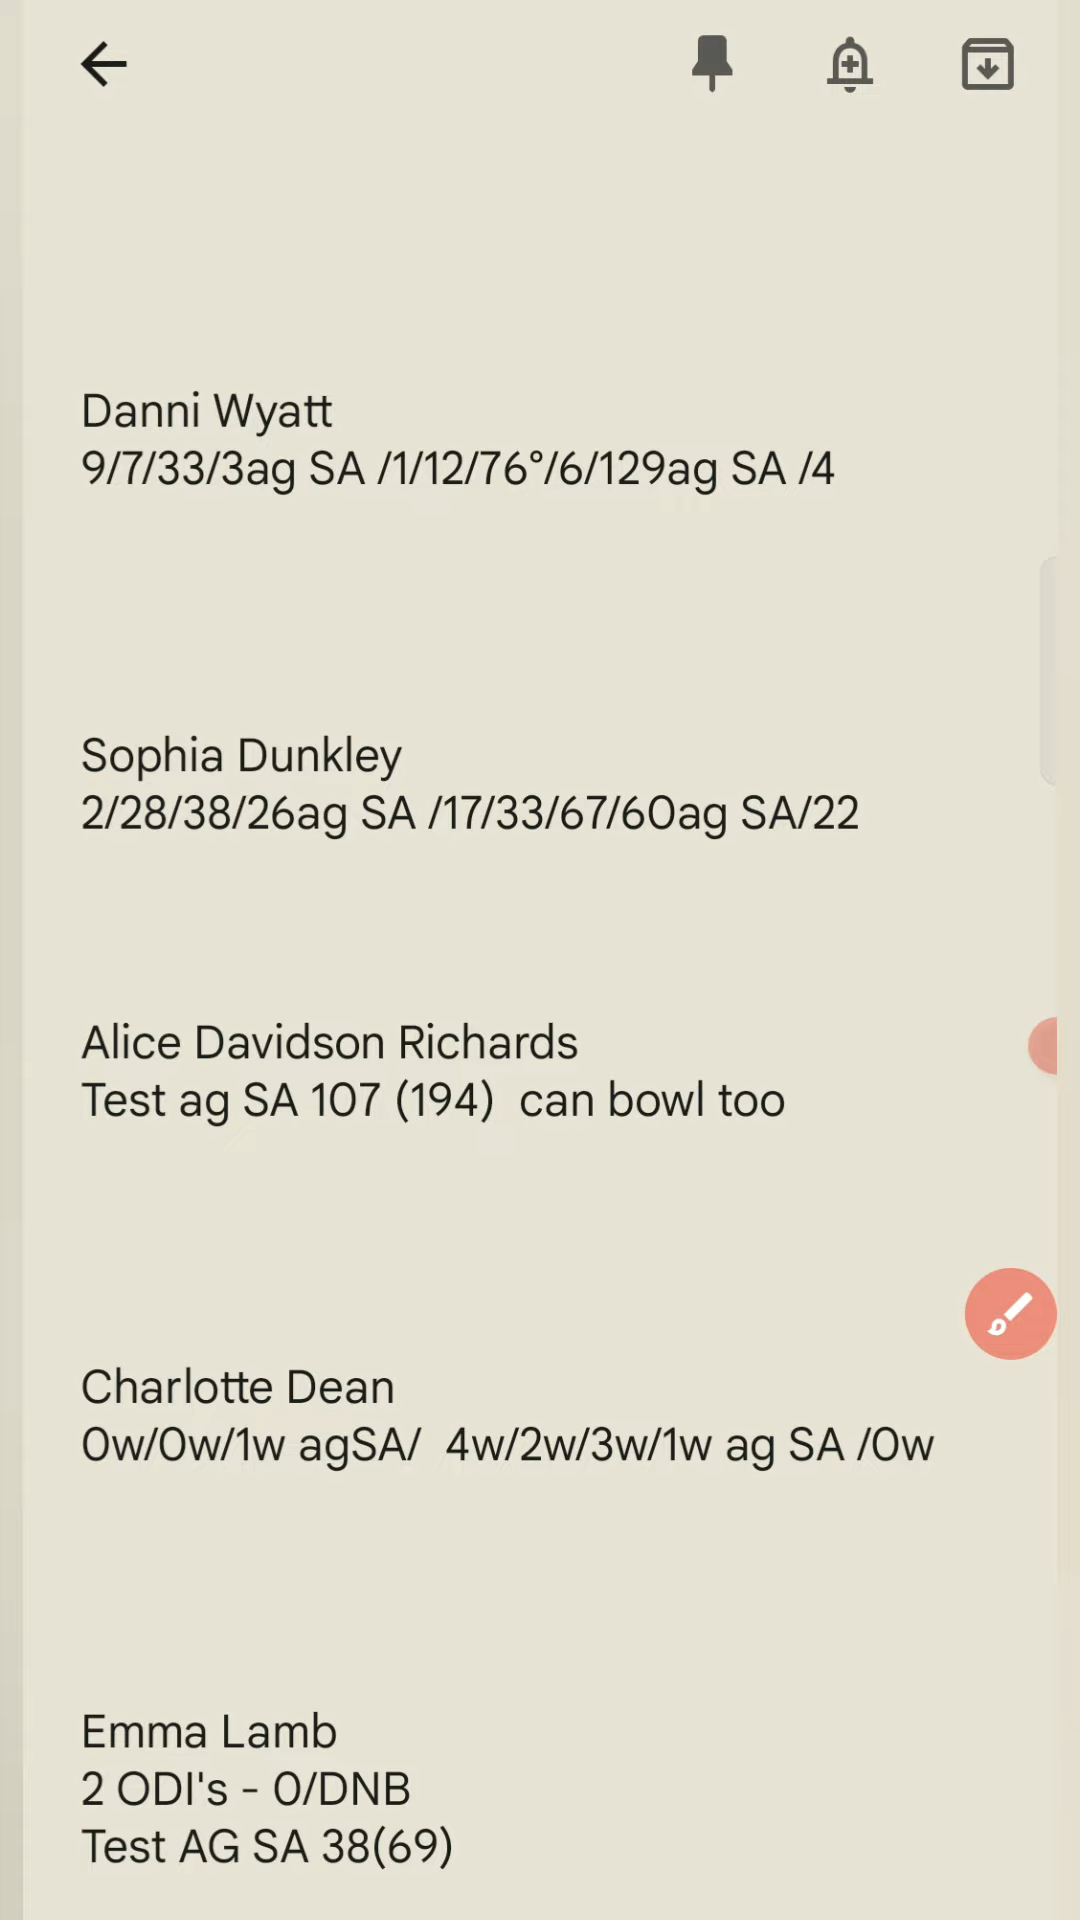 Danni Wyatt
9/7/33/3ag SA /1/12/76°/6/129ag SA /4
Sophia Dunkley
2/28/38/26ag SA /17/33/67/60ag SA/22
Alice Davidson Richards
Test ag SA 107 (194)  can bowl too
Charlotte Dean
0w/0w/1w agSA/  4w/2w/3w/1w ag SA /0w
Emma Lamb
2 ODI's - 0/DNB
Test AG SA 38(69)